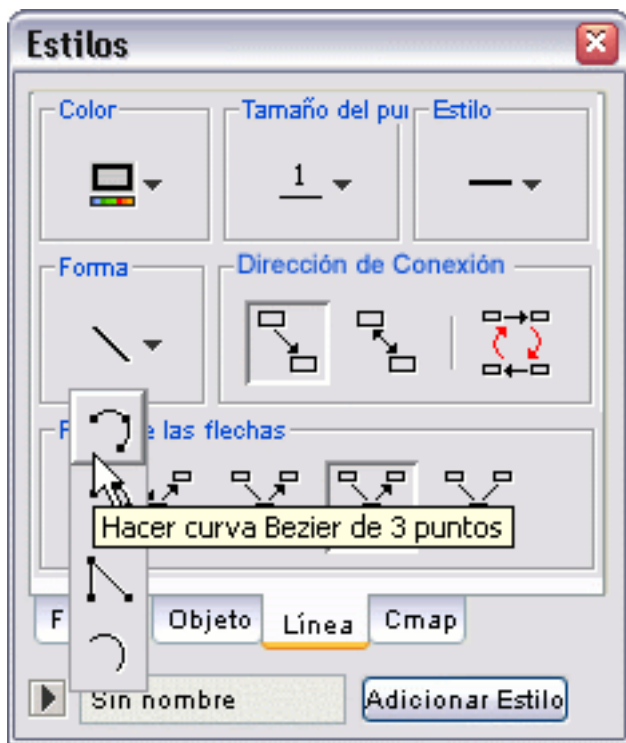 Estilos
Color
Tamaño del pu
Estilo
1
Forma
Dirección de Conexión
las flechas
Hacer curva Bezier de 3 puntos
F
Objeto
Línea
Cmap
Sin nombre
Adicionar Estilo